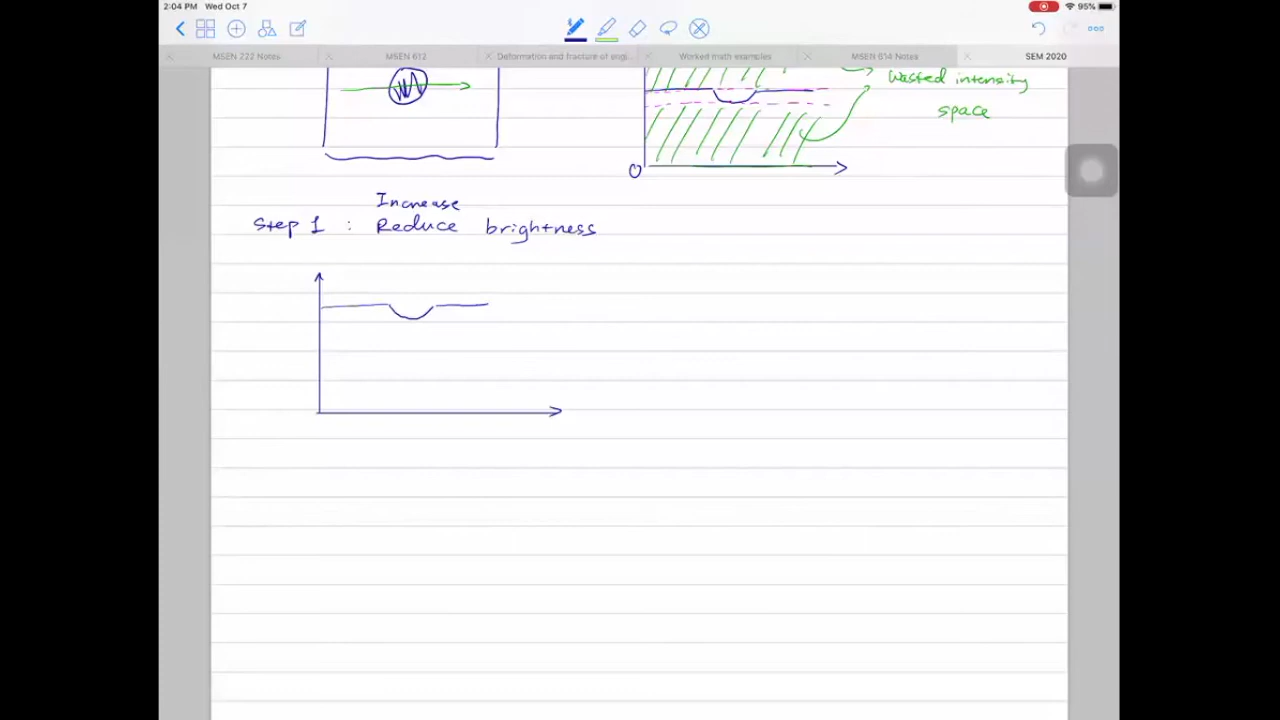 2:04 PM Wed Oct 7
95%
MSEN 222 Notes
MSEN 612
Deformation and fracture of engi...
Worked math examples
MSEN 614 Notes
SEM 2020
Wasted intensity
space
0
Increase
Step 1 : Reduce brightness